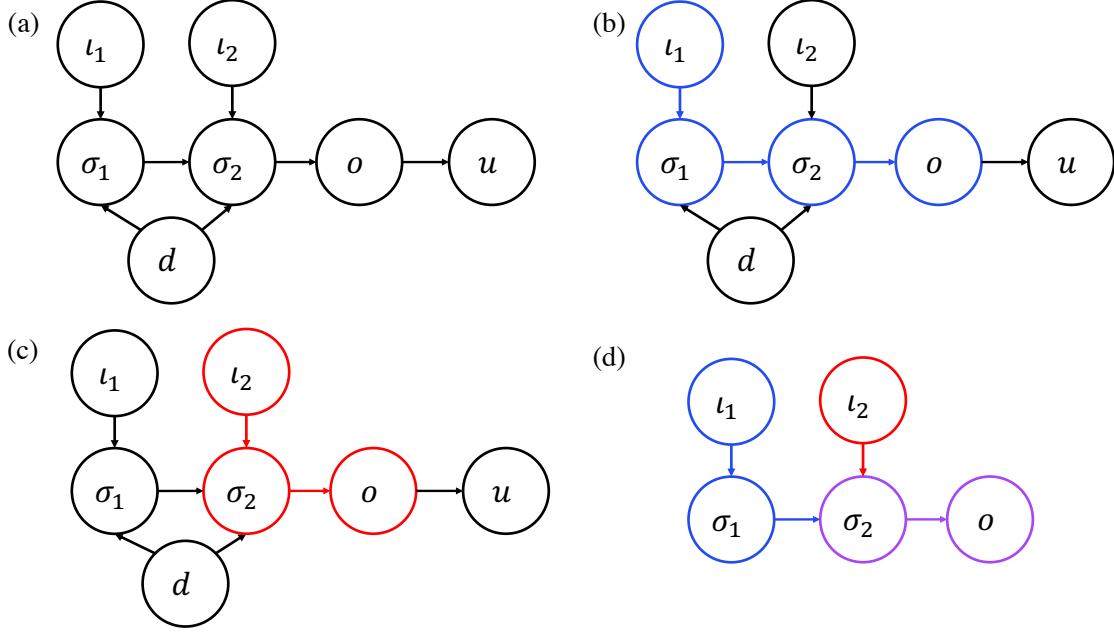 (a)
ι₁ ι₂
σ₁ σ₂ o u
d
(b)
ι₁ ι₂
σ₁ σ₂ o u
d
(c)
ι₁ ι₂
σ₁ σ₂ o u
d
(d)
ι₁ ι₂
σ₁ σ₂ o